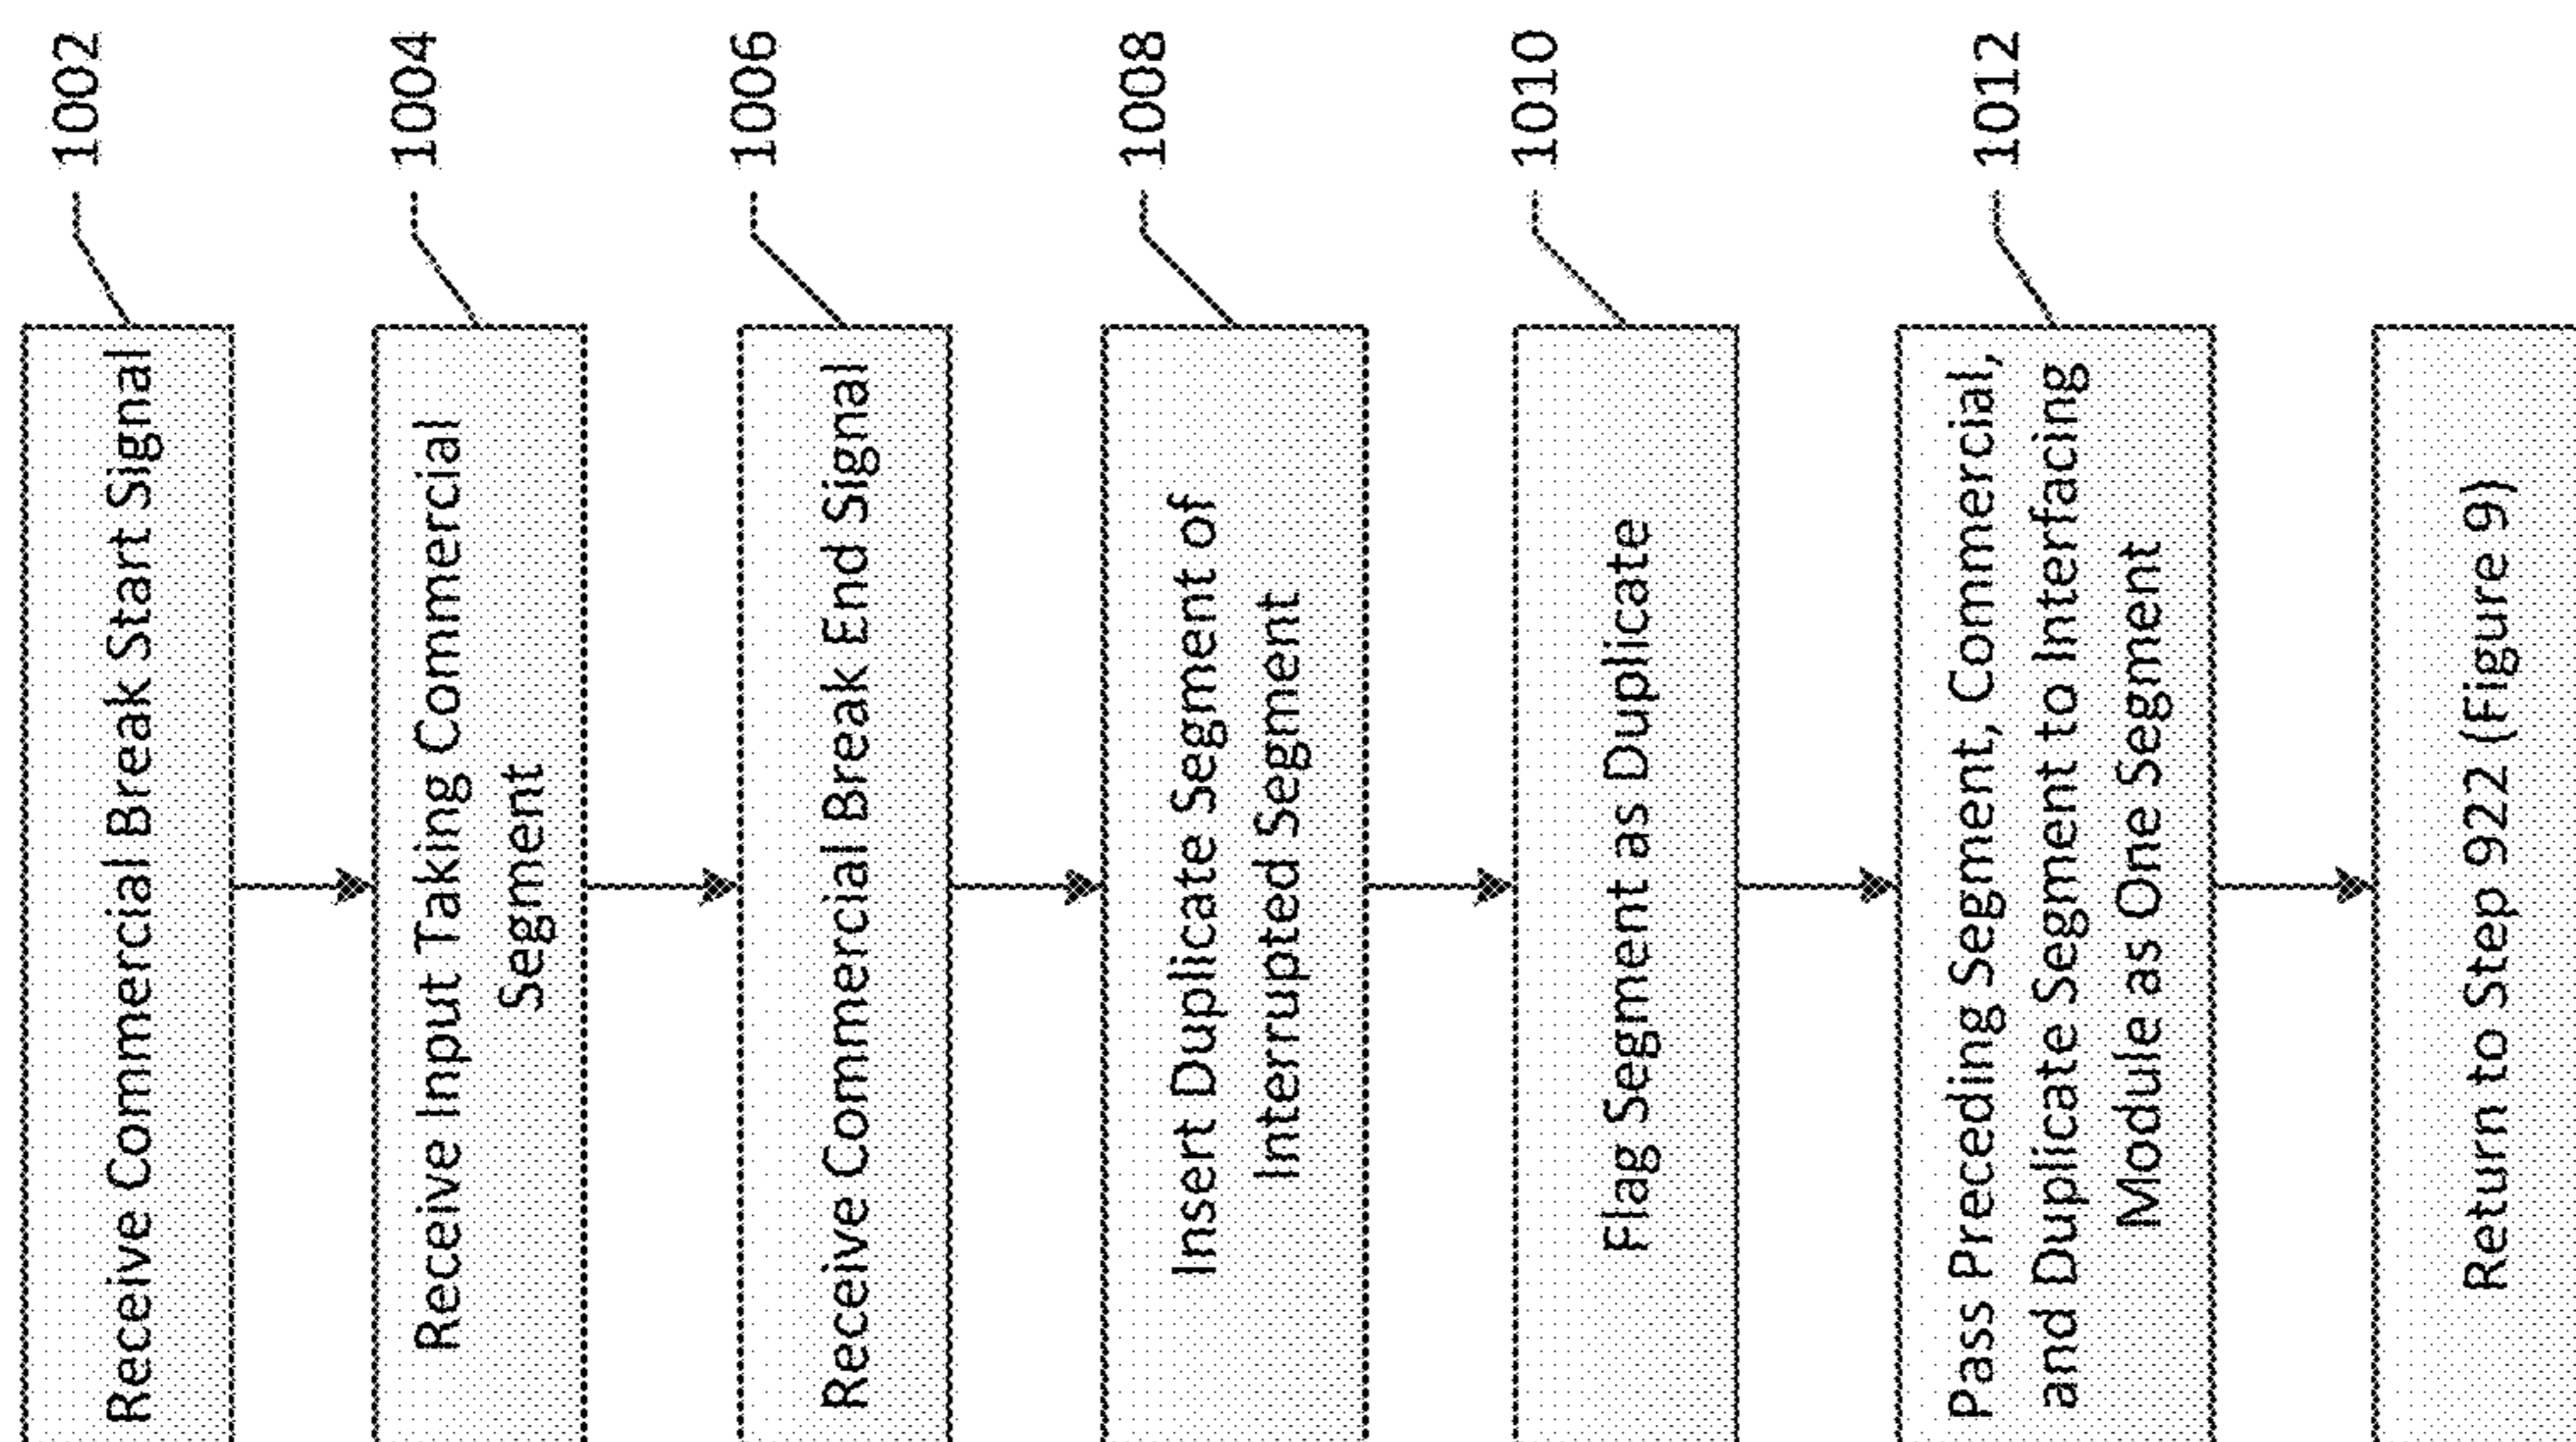 Receive Commercial Break Start Signal
1002
Receive Input Taking Commercial
Segment
1004
Receive Commercial Break End Signal
1006
Insert Duplicate Segment of
Interrupted Segment
1008
Flag Segment as Duplicate
1010
Pass Preceding Segment, Commercial,
and Duplicate Segment to Interfacing
Module as One Segment
1012
Return to Step 922 (Figure 9)